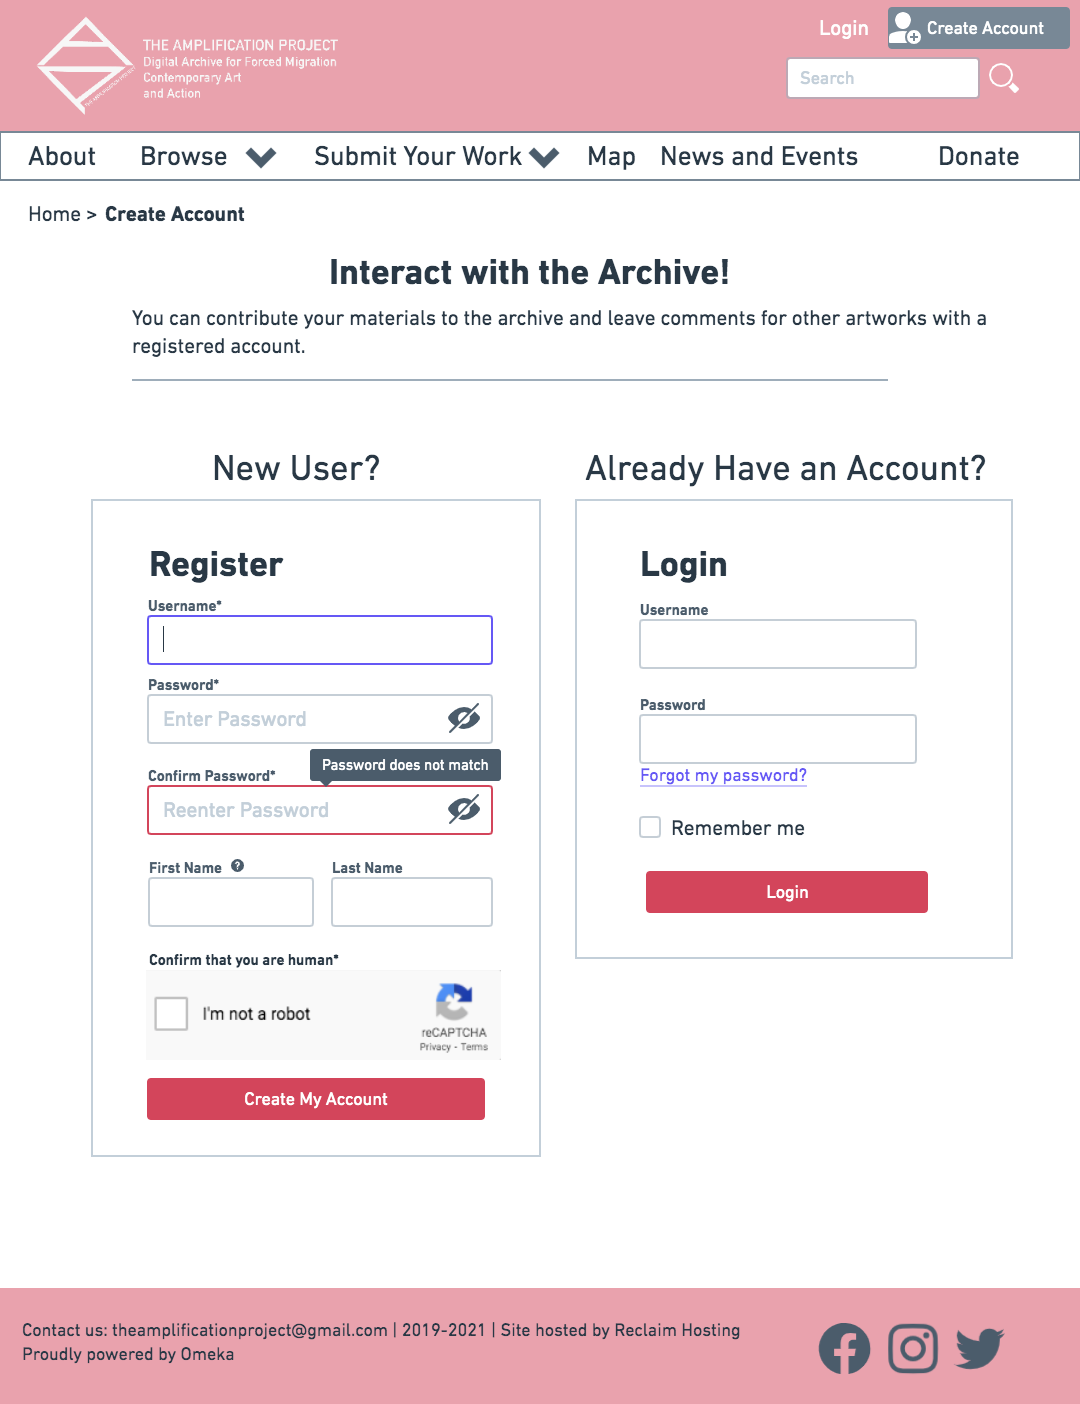 Login
Create Account
THE AMPLIFICATION PROJECT
Digital Archive for Forced Migration
Contemporary Art
and Action
THE AMPLIFICATION PROJECT
Search
About Browse Submit Your Work Map News and Events Donate
Home > Create Account
Interact with the Archive!
You can contribute your materials to the archive and leave comments for other artworks with a
registered account.
New User?
Register
Username*
Password*
Enter Password
Password does not match
Confirm Password*
Reenter Password
First Name ? Last Name
Confirm that you are human*
I'm not a robot
reCAPTCHA
Privacy - Terms
Create My Account
Already Have an Account?
Login
Username
Password
Forgot my password?
Remember me
Login
Contact us: theamplificationproject@gmail.com | 2019-2021 | Site hosted by Reclaim Hosting
Proudly powered by Omeka